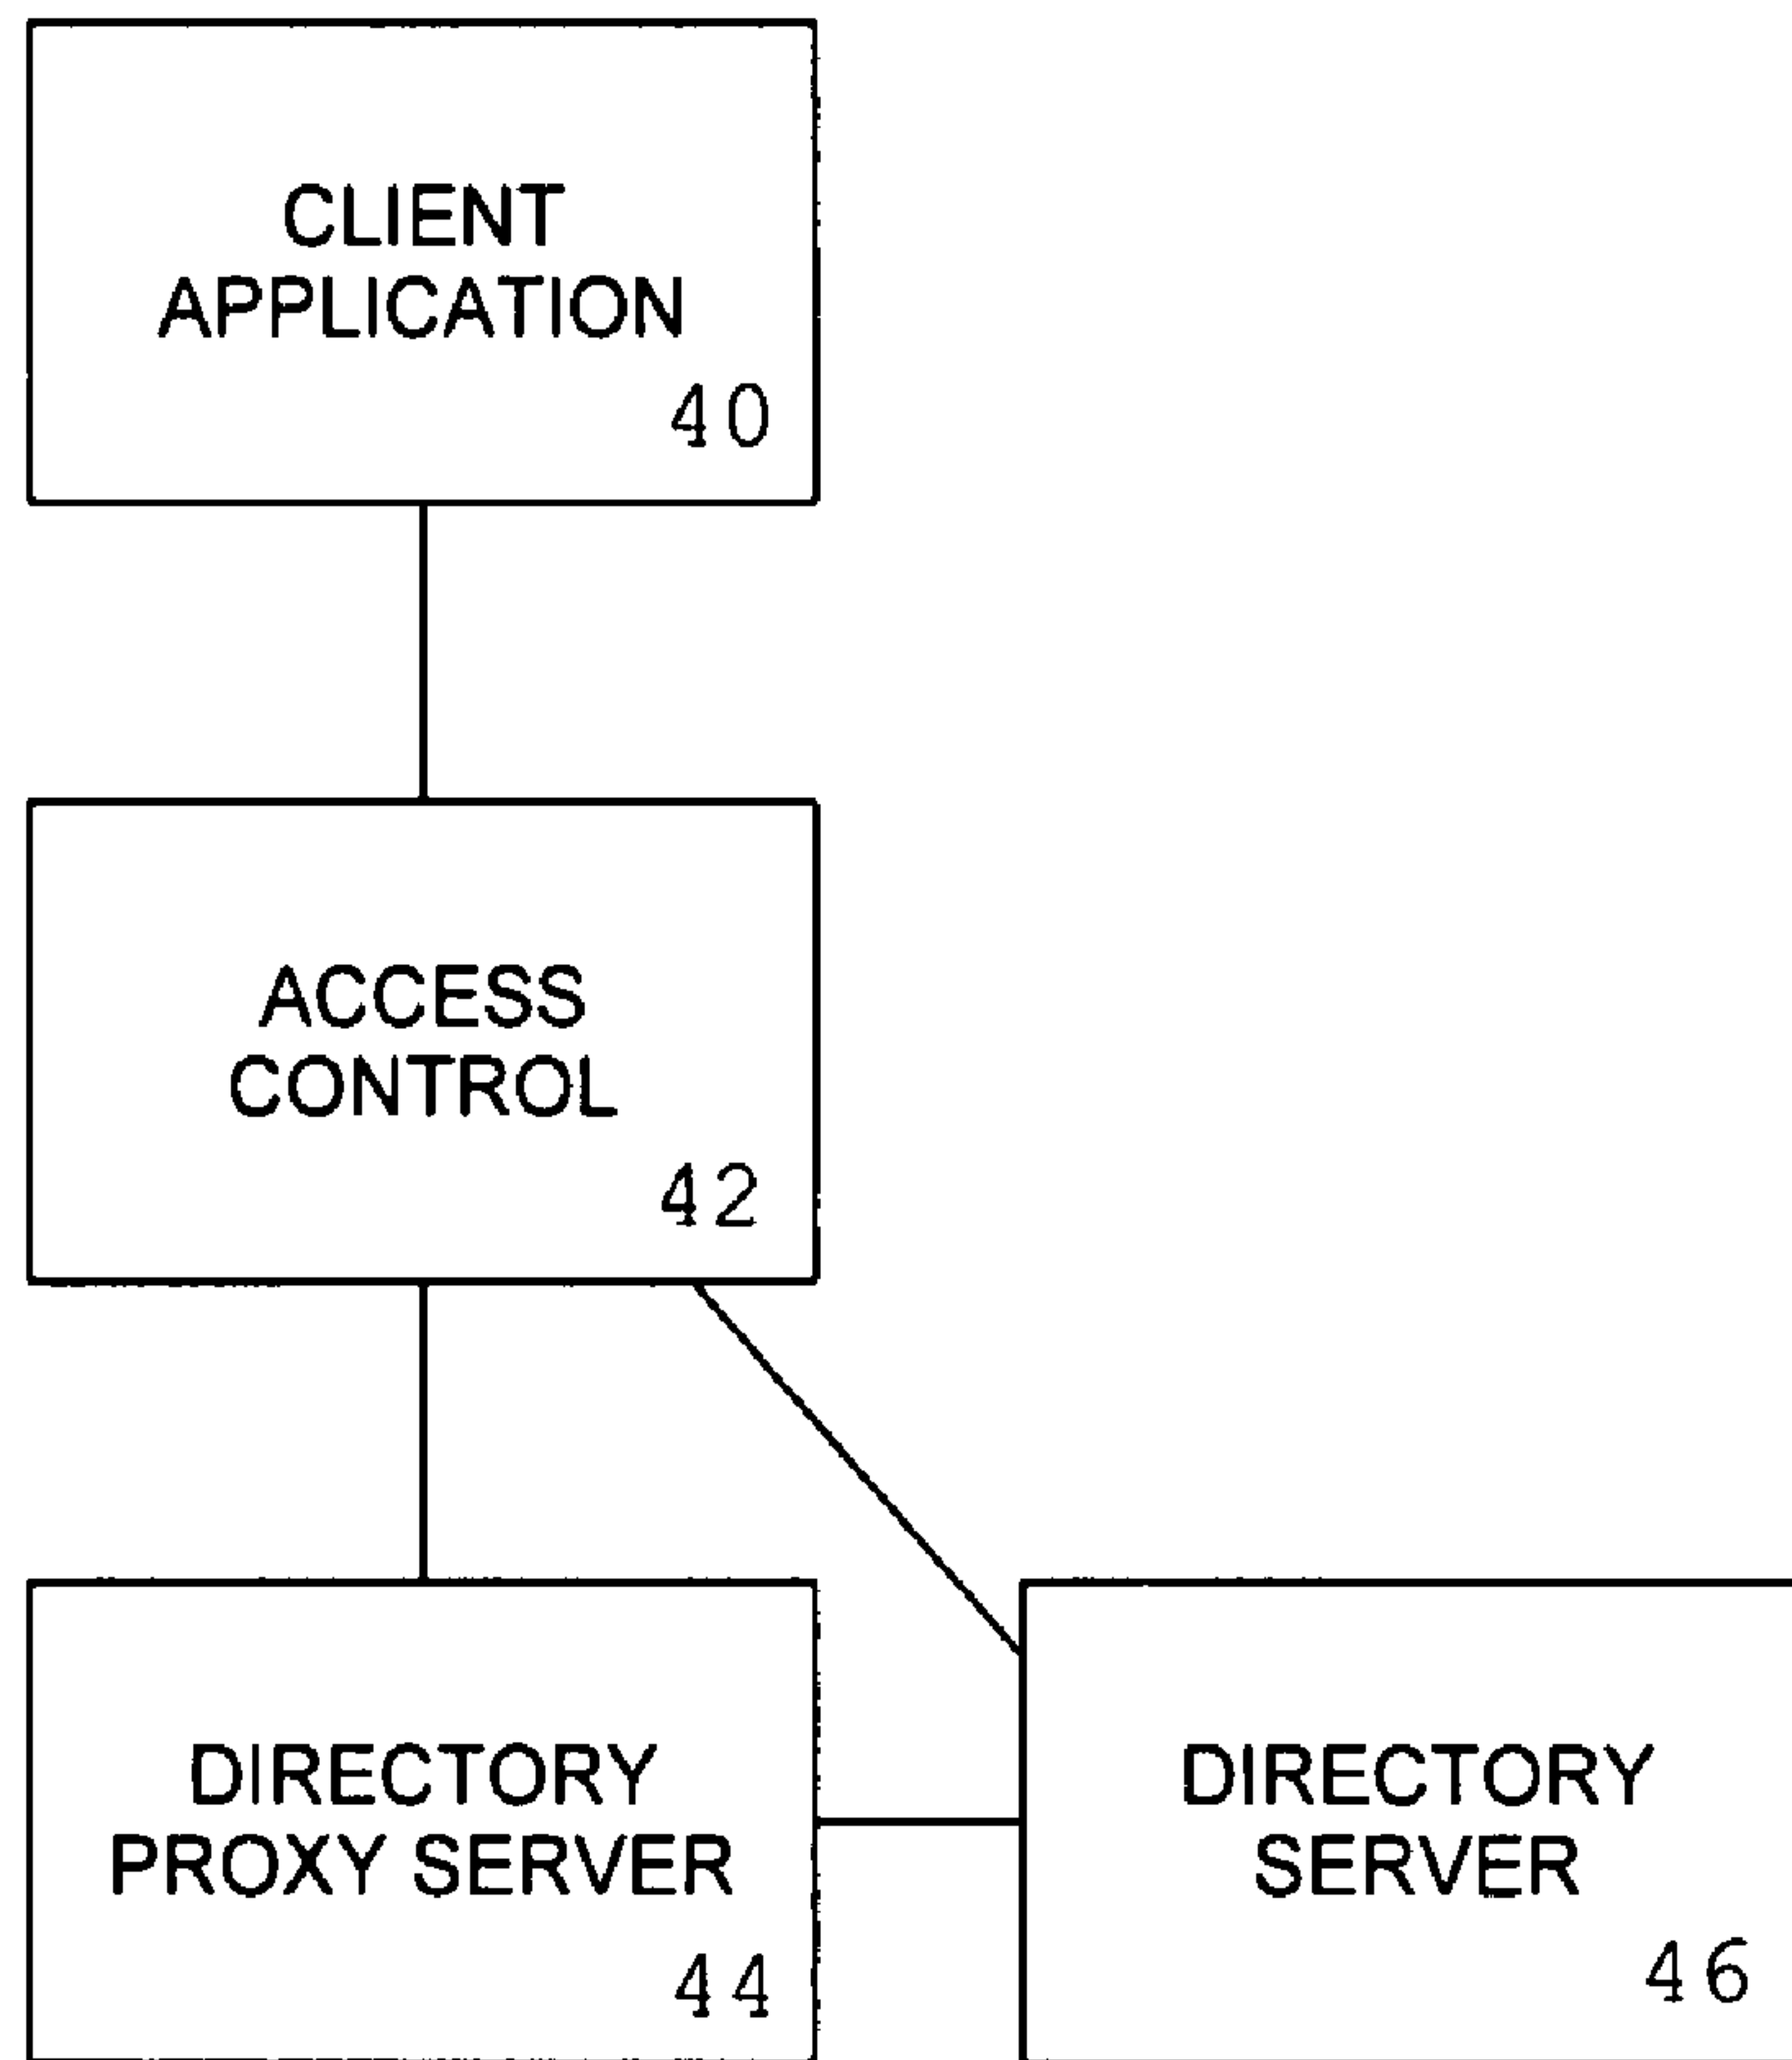 CLIENT
APPLICATION
40
ACCESS
CONTROL
42
DIRECTORY
PROXY SERVER
44
DIRECTORY
SERVER
46